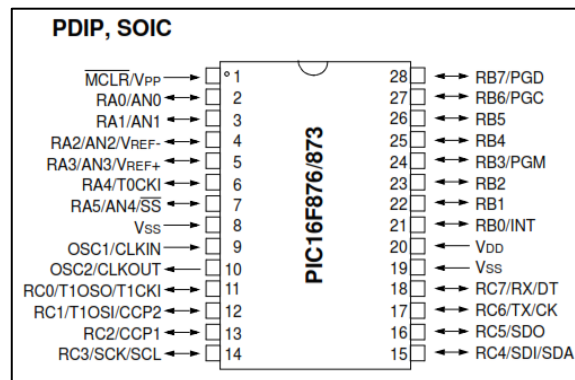 PDIP, SOIC
MCLR/VPP 1
RA0/AN0 2
RA1/AN1 3
RA2/AN2/VREF- 4
RA3/AN3/VREF+ 5
RA4/T0CKI 6
RA5/AN4/SS 7
VSS 8
OSC1/CLKIN 9
OSC2/CLKOUT 10
RC0/T1OSO/T1CKI 11
RC1/T1OSI/CCP2 12
RC2/CCP1 13
RC3/SCK/SCL 14
PIC16F876/873
28 RB7/PGD
27 RB6/PGC
26 RB5
25 RB4
24 RB3/PGM
23 RB2
22 RB1
21 RB0/INT
20 VDD
19 VSS
18 RC7/RX/DT
17 RC6/TX/CK
16 RC5/SDO
15 RC4/SDI/SDA